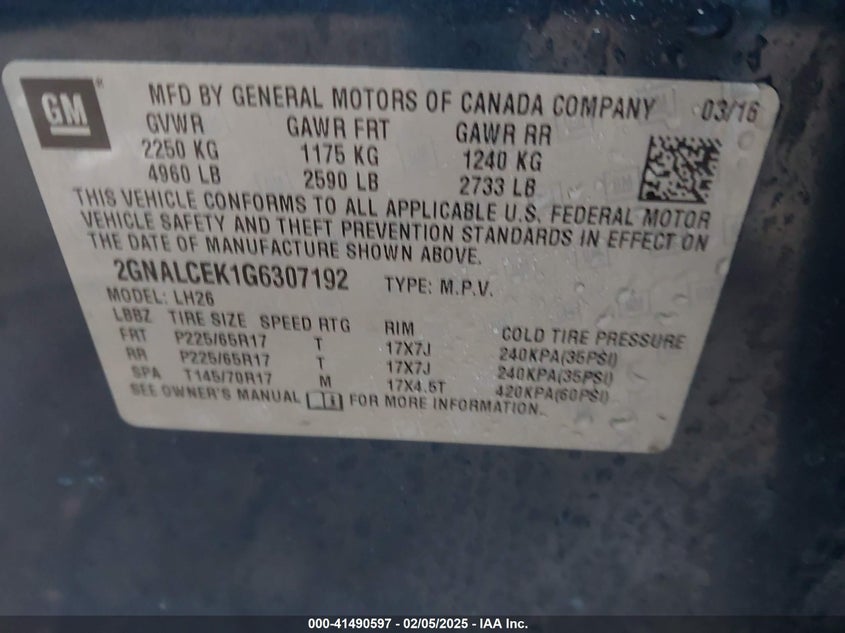 GM®
MFD BY GENERAL MOTORS OF CANADA COMPANY 03/16
GVWR GAWR FRT GAWR RR
2250 KG 1175 KG 1240 KG
4960 LB 2590 LB 2733 LB
THIS VEHICLE CONFORMS TO ALL APPLICABLE U.S. FEDERAL MOTOR
VEHICLE SAFETY AND THEFT PREVENTION STANDARDS IN EFFECT ON
THE DATE OF MANUFACTURE SHOWN ABOVE.
2GNALCEK1G6307192 TYPE: M.P.V.
MODEL: LH26
LBBZ TIRE SIZE SPEED RTG RIM COLD TIRE PRESSURE
FRT P225/65R17 T 17X7J 240KPA(35PSI)
RR P225/65R17 T 17X7J 240KPA(35PSI)
SPA T145/70R17 M 17X4.5T 420KPA(60PSI)
SEE OWNER'S MANUAL FOR MORE INFORMATION.
000-41490597 - 02/05/2025 - IAA Inc.